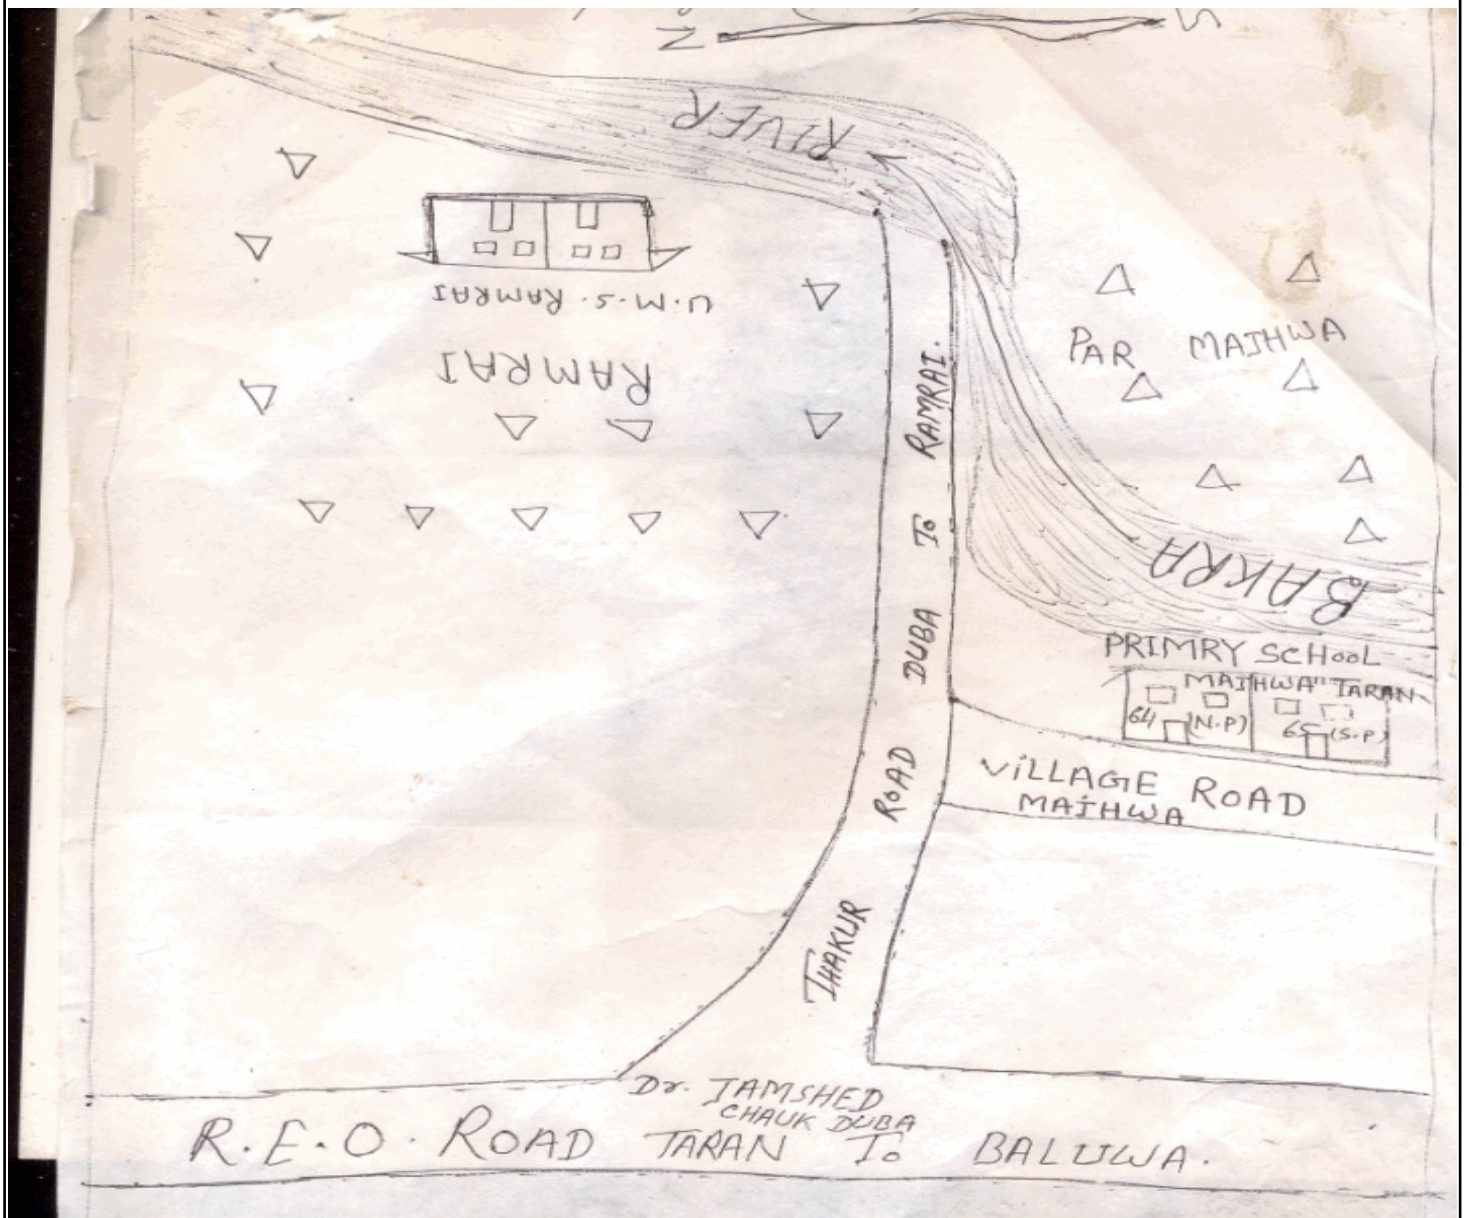 N
S
RIVER
U.M.S. RAMRAI
RAMRAI
PAR MAJHWA
BAKRA
PRIMRY SCHOOL
MAJHWA" TARAN
64 (N.P) 65 (S.P)
VILLAGE ROAD
MAJHWA
THAKUR ROAD DUBA To RAMRAI.
Dr. JAMSHED
CHAUK DUBA
R.E.O. ROAD TARAN To BALUWA.